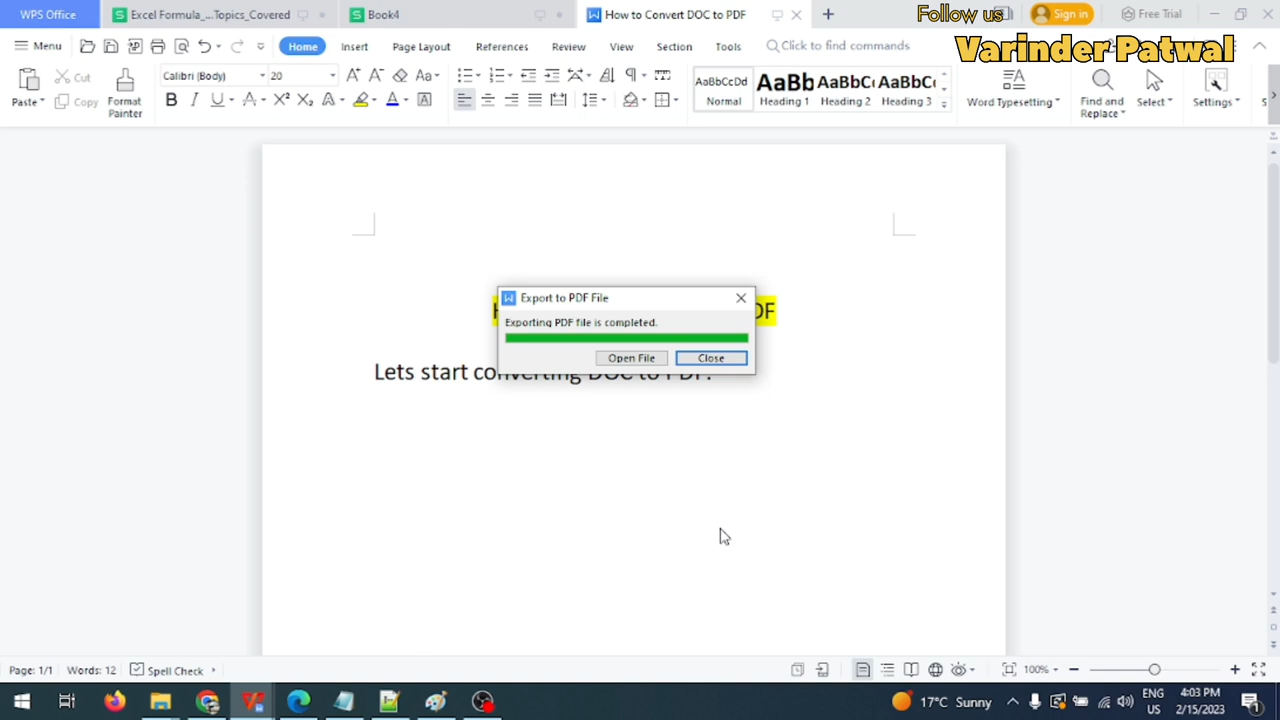 Follow us
Varinder Patwal
WPS Office
Excel Formula_...Topics_Covered
Book4
How to Convert DOC to PDF
Sign in
Free Trial
Menu
Home
Insert
Page Layout
References
Review
View
Section
Tools
Click to find commands
Paste
Cut
Copy
Format Painter
Calibri (Body)
20
AaBbCcDd
Normal
AaBb
Heading 1
AaBbC
Heading 2
AaBbC
Heading 3
Word Typesetting
Find and Replace
Select
Settings
Export to PDF File
Exporting PDF file is completed.
Open File
Close
Lets start converting DOC to PDF.
Page: 1/1
Words: 12
Spell Check
100%
17°C Sunny
ENG
US
4:03 PM
2/15/2023